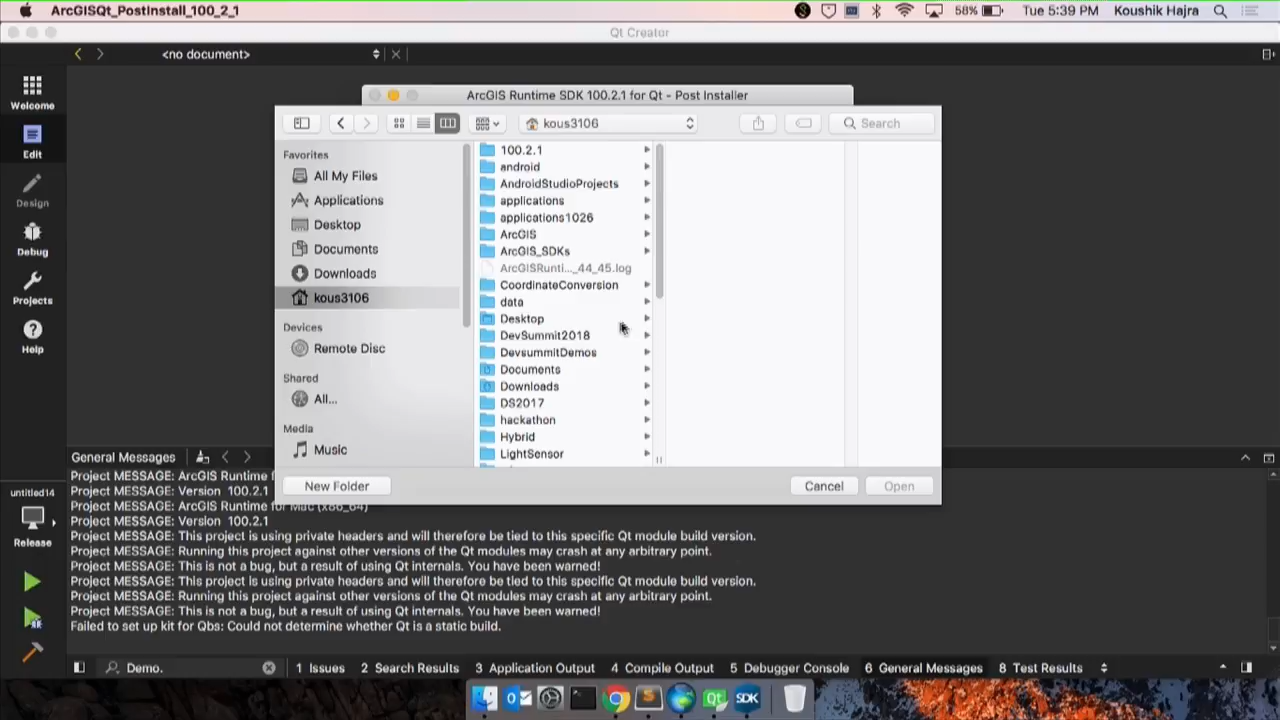 ArcGISQt_PostInstall_100_2_1
58%
Tue 5:39 PM
Koushik Hajra
Qt Creator
<no document>
ArcGIS Runtime SDK 100.2.1 for Qt - Post Installer
Welcome
Edit
Design
Debug
Projects
Help
kous3106
Search
Favorites
All My Files
Applications
Desktop
Documents
Downloads
kous3106
Devices
Remote Disc
Shared
All...
Media
Music
100.2.1
android
AndroidStudioProjects
applications
applications1026
ArcGIS
ArcGIS_SDKs
ArcGISRunti..._44_45.log
CoordinateConversion
data
Desktop
DevSummit2018
DevsummitDemos
Documents
Downloads
DS2017
hackathon
Hybrid
LightSensor
New Folder
Cancel
Open
General Messages
Project MESSAGE: ArcGIS Runtime f
Project MESSAGE: Version 100.2.1
Project MESSAGE: ArcGIS Runtime for Mac (x86_64)
Project MESSAGE: Version 100.2.1
Project MESSAGE: This project is using private headers and will therefore be tied to this specific Qt module build version.
Project MESSAGE: Running this project against other versions of the Qt modules may crash at any arbitrary point.
Project MESSAGE: This is not a bug, but a result of using Qt internals. You have been warned!
Project MESSAGE: This project is using private headers and will therefore be tied to this specific Qt module build version.
Project MESSAGE: Running this project against other versions of the Qt modules may crash at any arbitrary point.
Project MESSAGE: This is not a bug, but a result of using Qt internals. You have been warned!
Failed to set up kit for Qbs: Could not determine whether Qt is a static build.
untitled14
Release
Demo.
1 Issues
2 Search Results
3 Application Output
4 Compile Output
5 Debugger Console
6 General Messages
8 Test Results
Qt
SDK